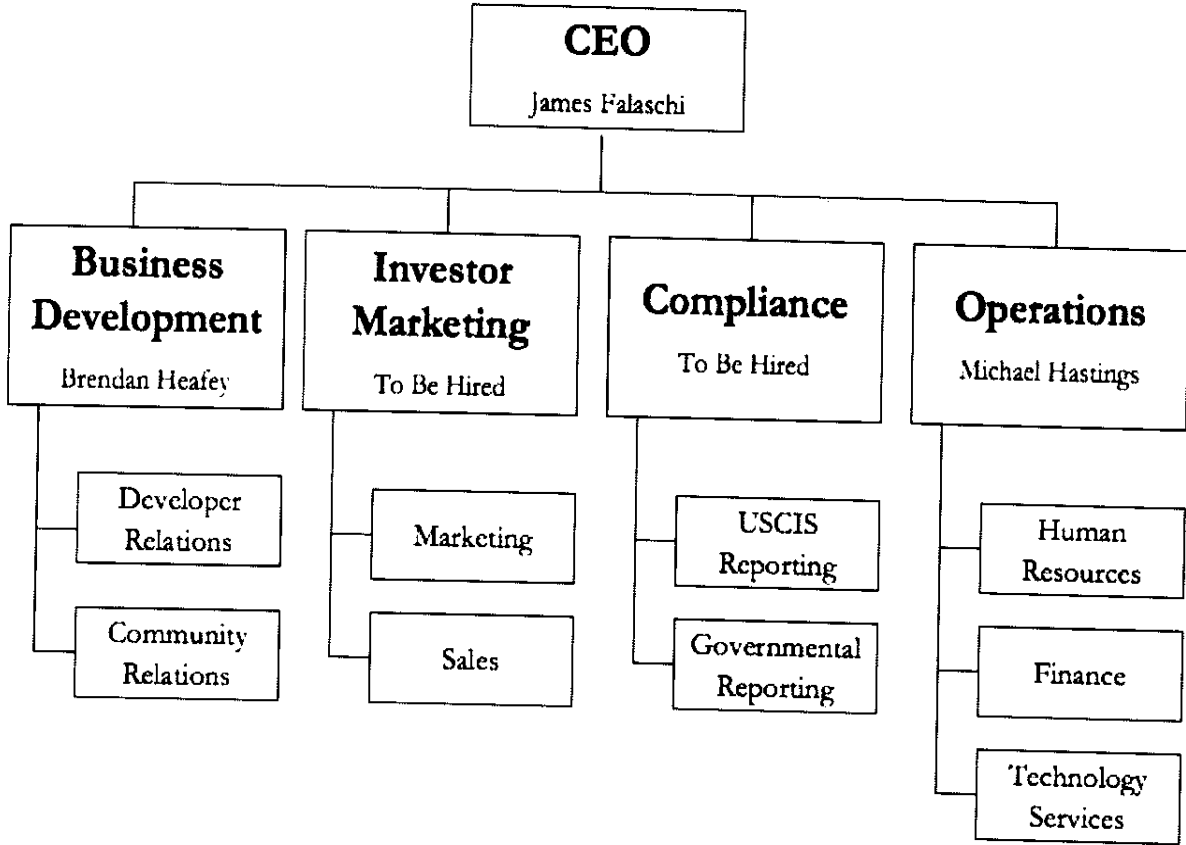 CEO
James Falaschi
Business
Development
Brendan Heafey
Investor
Marketing
To Be Hired
Compliance
To Be Hired
Operations
Michael Hastings
Developer
Relations
Community
Relations
Marketing
Sales
USCIS
Reporting
Governmental
Reporting
Human
Resources
Finance
Technology
Services